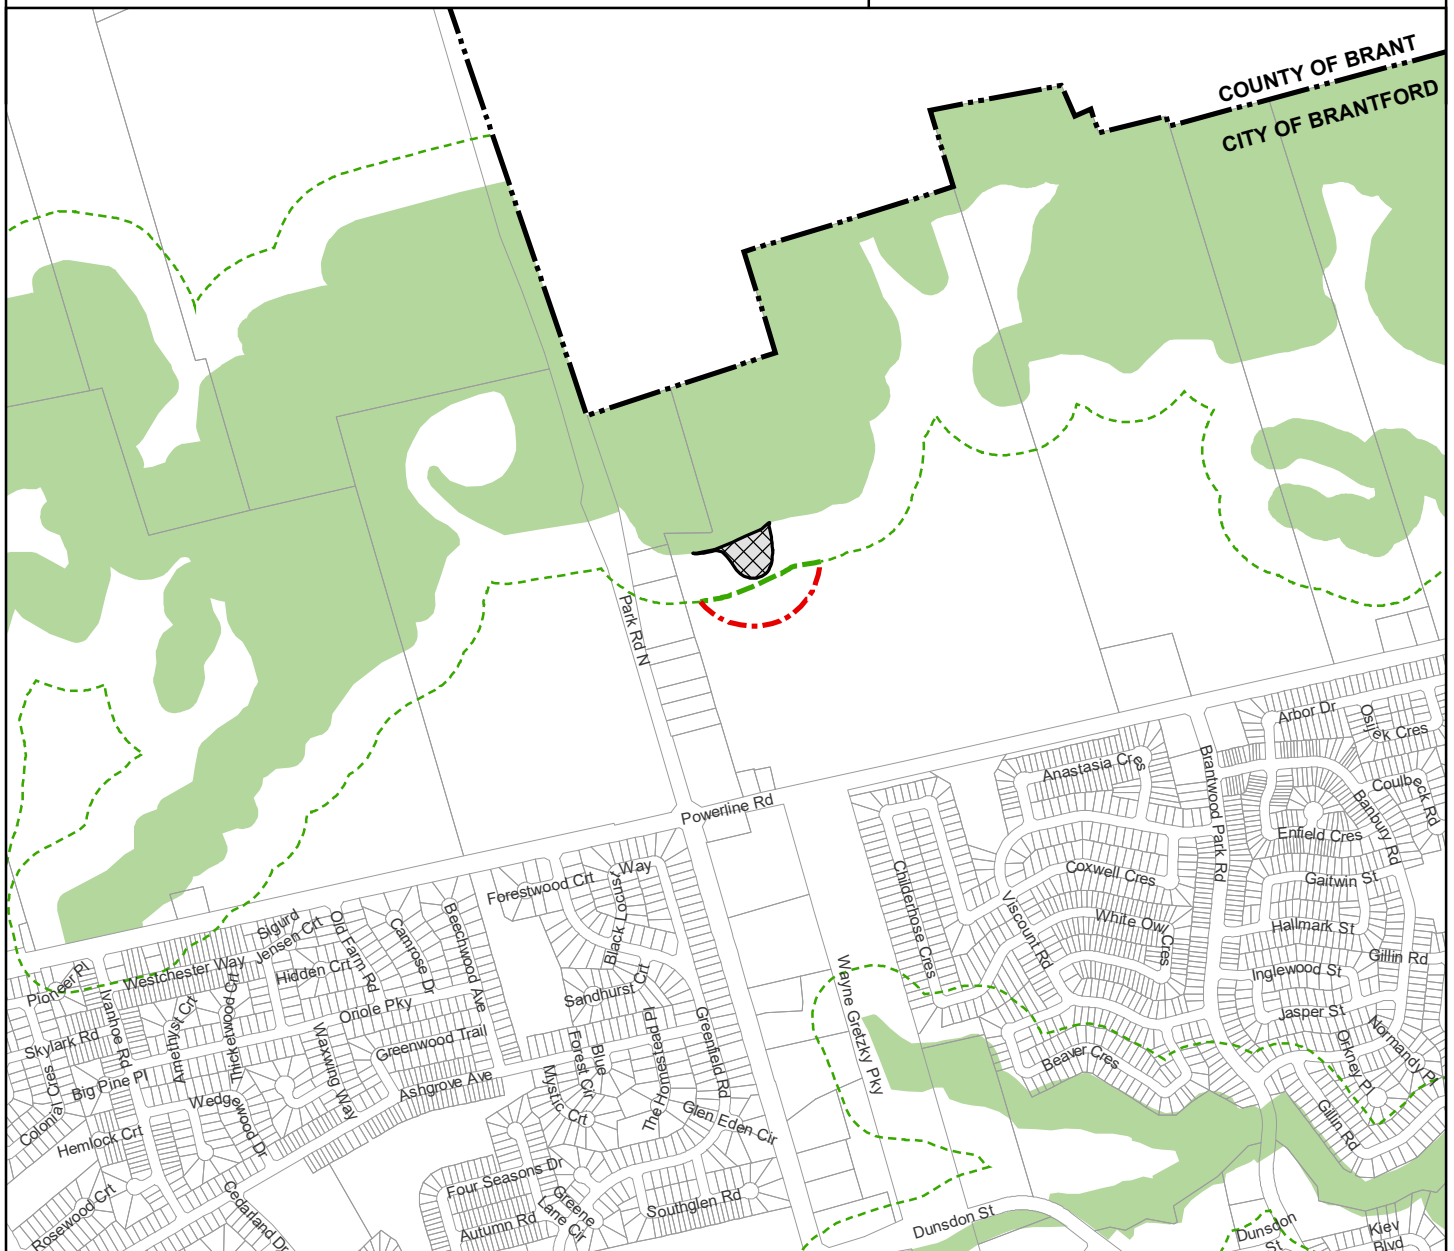 COUNTY OF BRANT
CITY OF BRANTFORD
Park Rd N
Powerline Rd
Arbor Dr
Osijek Cres
Anastasia Cres
Brantwood Park Rd
Coulbeck Rd
Banbury Rd
Enfield Cres
Forestwood Crt
Way
Black Locust
Childerhose Cres
Coxwell Cres
Gaitwin St
Viscount Rd
White Owl Cres
Hallmark St
Gillin Rd
Sigurd
Jensen Crt
Old Farm Rd
Camrose Dr
Beechwood Ave
Westchester Way
Hidden Crt
Pioneer Pl
Ivanhoe Rd
Amethyst Crt
Thicketwood Crt
Oriole Pky
Sandhurst Crt
Wayne Gretzky Pky
Inglewood St
Jasper St
Skylark Rd
Waxwing Way
Greenwood Trail
Forest Cir
Blue
The Homestead Pl
Greenfield Rd
Beaver Cres
Orkney Pl
Normandy Pl
Colonial Cres
Big Pine Pl
Wedgewood Dr
Ashgrove Ave
Mystic Crt
Glen Eden Cir
Gillin Rd
Hemlock Crt
Four Seasons Dr
Greene
Lane Cir
Southglen Rd
Rosewood Crt
Cedarland Dr
Autumn Rd
Dunsdon St
Dunsdon
St
Kiev
Blvd